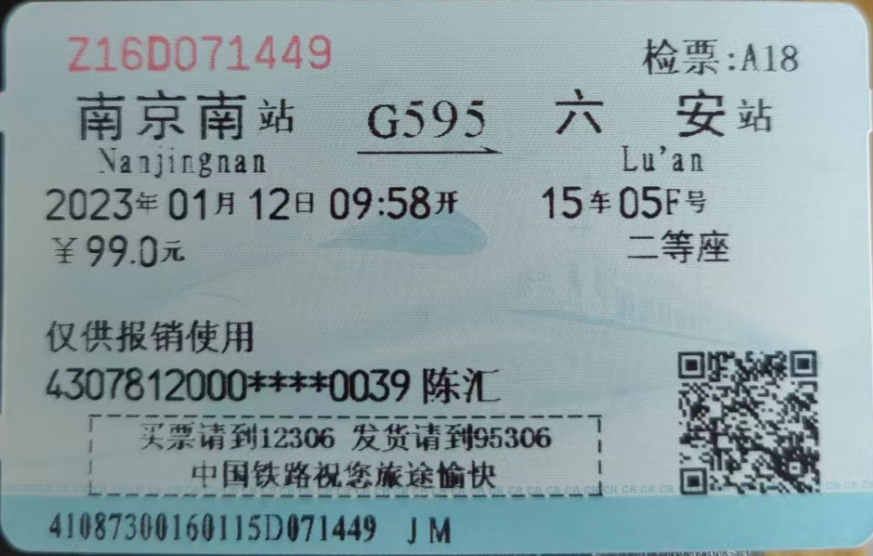 Z16D071449 检票:A18
南京南站 G595 六安站
Nanjingnan Lu'an
2023年01月12日09:58开 15车05F号
￥99.0元 二等座
仅供报销使用
4307812000****0039 陈汇
买票请到12306 发货请到95306
中国铁路祝您旅途愉快
41087300160115D071449 JM